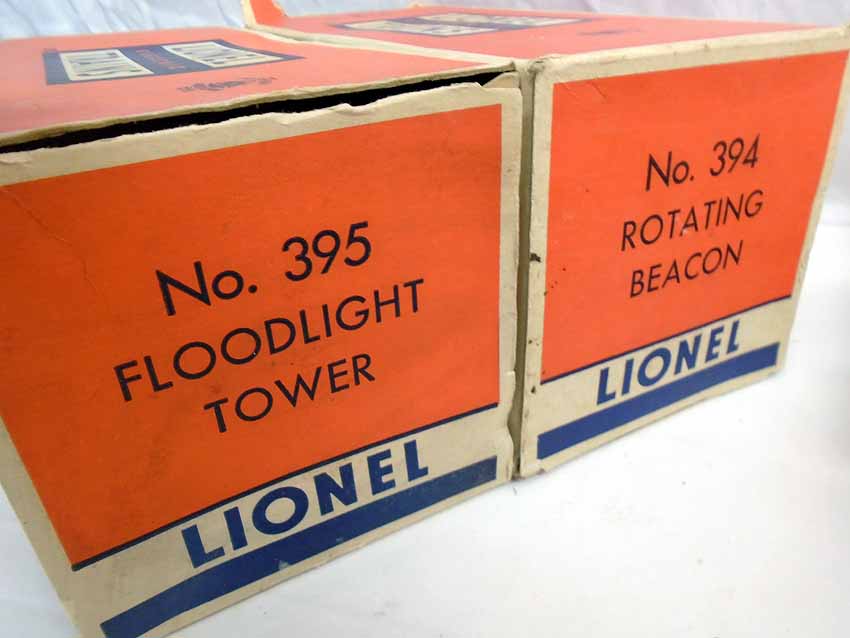 No. 395
FLOODLIGHT
TOWER
LIONEL
No. 394
ROTATING
BEACON
LIONEL